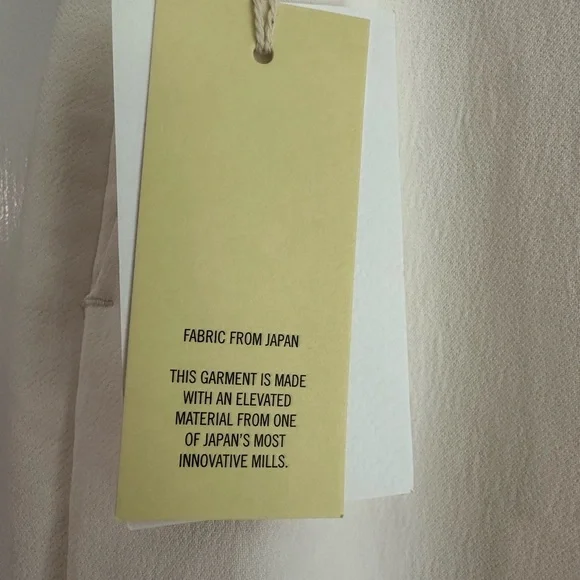 FABRIC FROM JAPAN
THIS GARMENT IS MADE
WITH AN ELEVATED
MATERIAL FROM ONE
OF JAPAN'S MOST
INNOVATIVE MILLS.